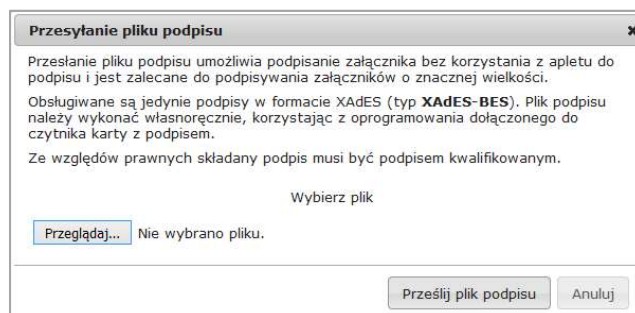 Przesyłanie pliku podpisu
Przesłanie pliku podpisu umożliwia podpisanie załącznika bez korzystania z apletu do
podpisu i jest zalecane do podpisywania załączników o znacznej wielkości.
Obsługiwane są jedynie podpisy w formacie XAdES (typ XAdES-BES). Plik podpisu
należy wykonać własnoręcznie, korzystając z oprogramowania dołączonego do
czytnika karty z podpisem.
Ze względów prawnych składany podpis musi być podpisem kwalifikowanym.
Wybierz plik
Przeglądaj... Nie wybrano pliku.
Prześlij plik podpisu Anuluj